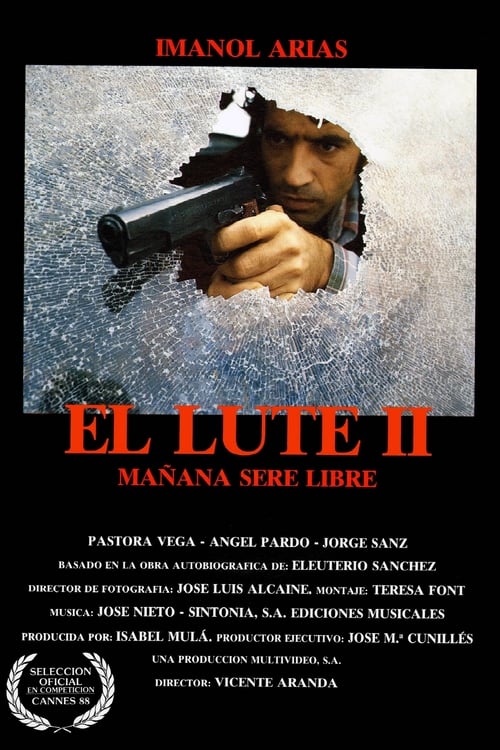 IMANOL ARIAS
EL LUTE II
MAÑANA SERE LIBRE
PASTORA VEGA - ANGEL PARDO - JORGE SANZ
BASADO EN LA OBRA AUTOBIOGRAFICA DE: ELEUTERIO SANCHEZ
DIRECTOR DE FOTOGRAFIA: JOSE LUIS ALCAINE. MONTAJE: TERESA FONT
MUSICA: JOSE NIETO - SINTONIA, S.A. EDICIONES MUSICALES
PRODUCIDA POR: ISABEL MULÁ. PRODUCTOR EJECUTIVO: JOSE M.ª CUNILLÉS
UNA PRODUCCION MULTIVIDEO, S.A.
DIRECTOR: VICENTE ARANDA
SELECCION
OFICIAL
EN COMPETICION
CANNES 88